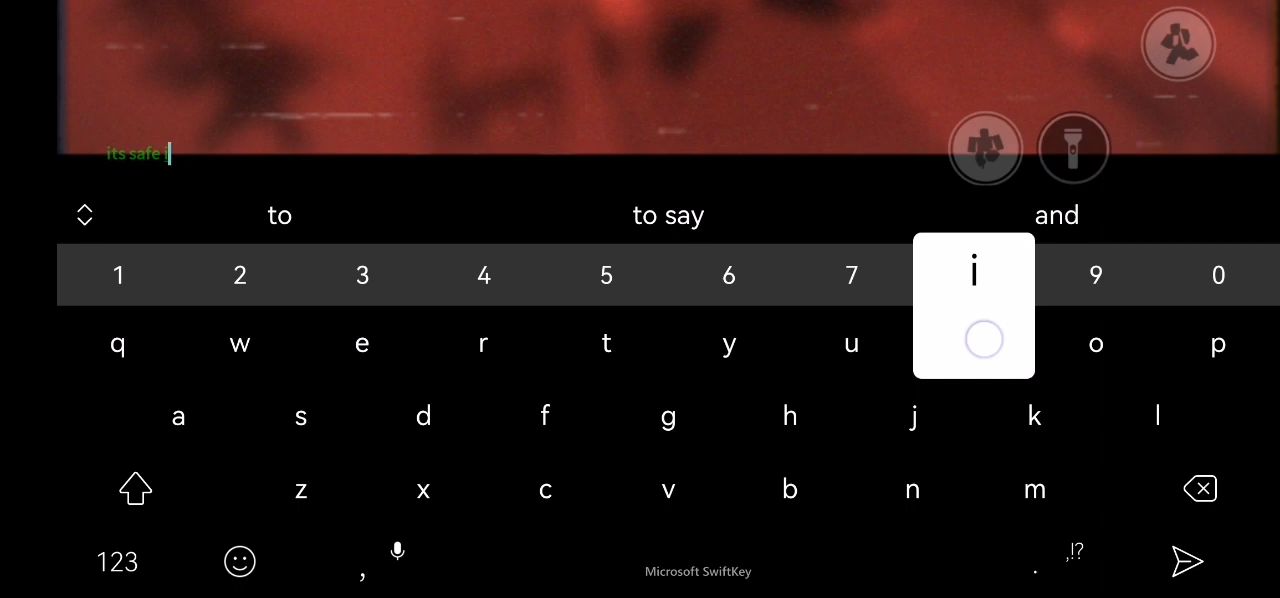 its safe i
to to say and
1 2 3 4 5 6 7 i 9 0
q w e r t y u o p
a s d f g h j k l
z x c v b n m
123 , Microsoft SwiftKey . ,!?